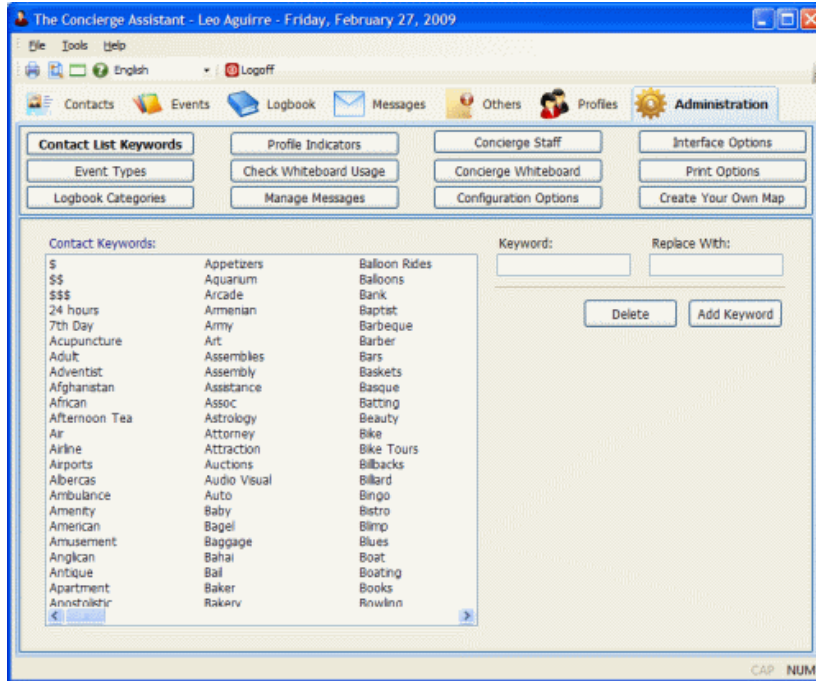 The Concierge Assistant - Leo Aguirre - Friday, February 27, 2009
File Tools Help
English Logoff
Contacts Events Logbook Messages Others Profiles Administration
Contact List Keywords Profile Indicators Concierge Staff Interface Options
Event Types Check Whiteboard Usage Concierge Whiteboard Print Options
Logbook Categories Manage Messages Configuration Options Create Your Own Map
Contact Keywords: Keyword: Replace With:
Delete Add Keyword
$ Appetizers Balloon Rides
$$ Aquarium Balloons
$$$ Arcade Bank
24 hours Armenian Baptist
7th Day Army Barbeque
Acupuncture Art Barber
Adult Assemblies Bars
Adventist Assembly Baskets
Afghanistan Assistance Basque
African Assoc Batting
Afternoon Tea Astrology Beauty
Air Attorney Bike
Airline Attraction Bike Tours
Airports Auctions Billbacks
Albercas Audio Visual Billiard
Ambulance Auto Bingo
Amenity Baby Bistro
American Bagel Blimp
Amusement Baggage Blues
Anglican Bahai Boat
Antique Bail Boating
Apartment Baker Books
Apostolistic Bakery Bowling
CAP NUM